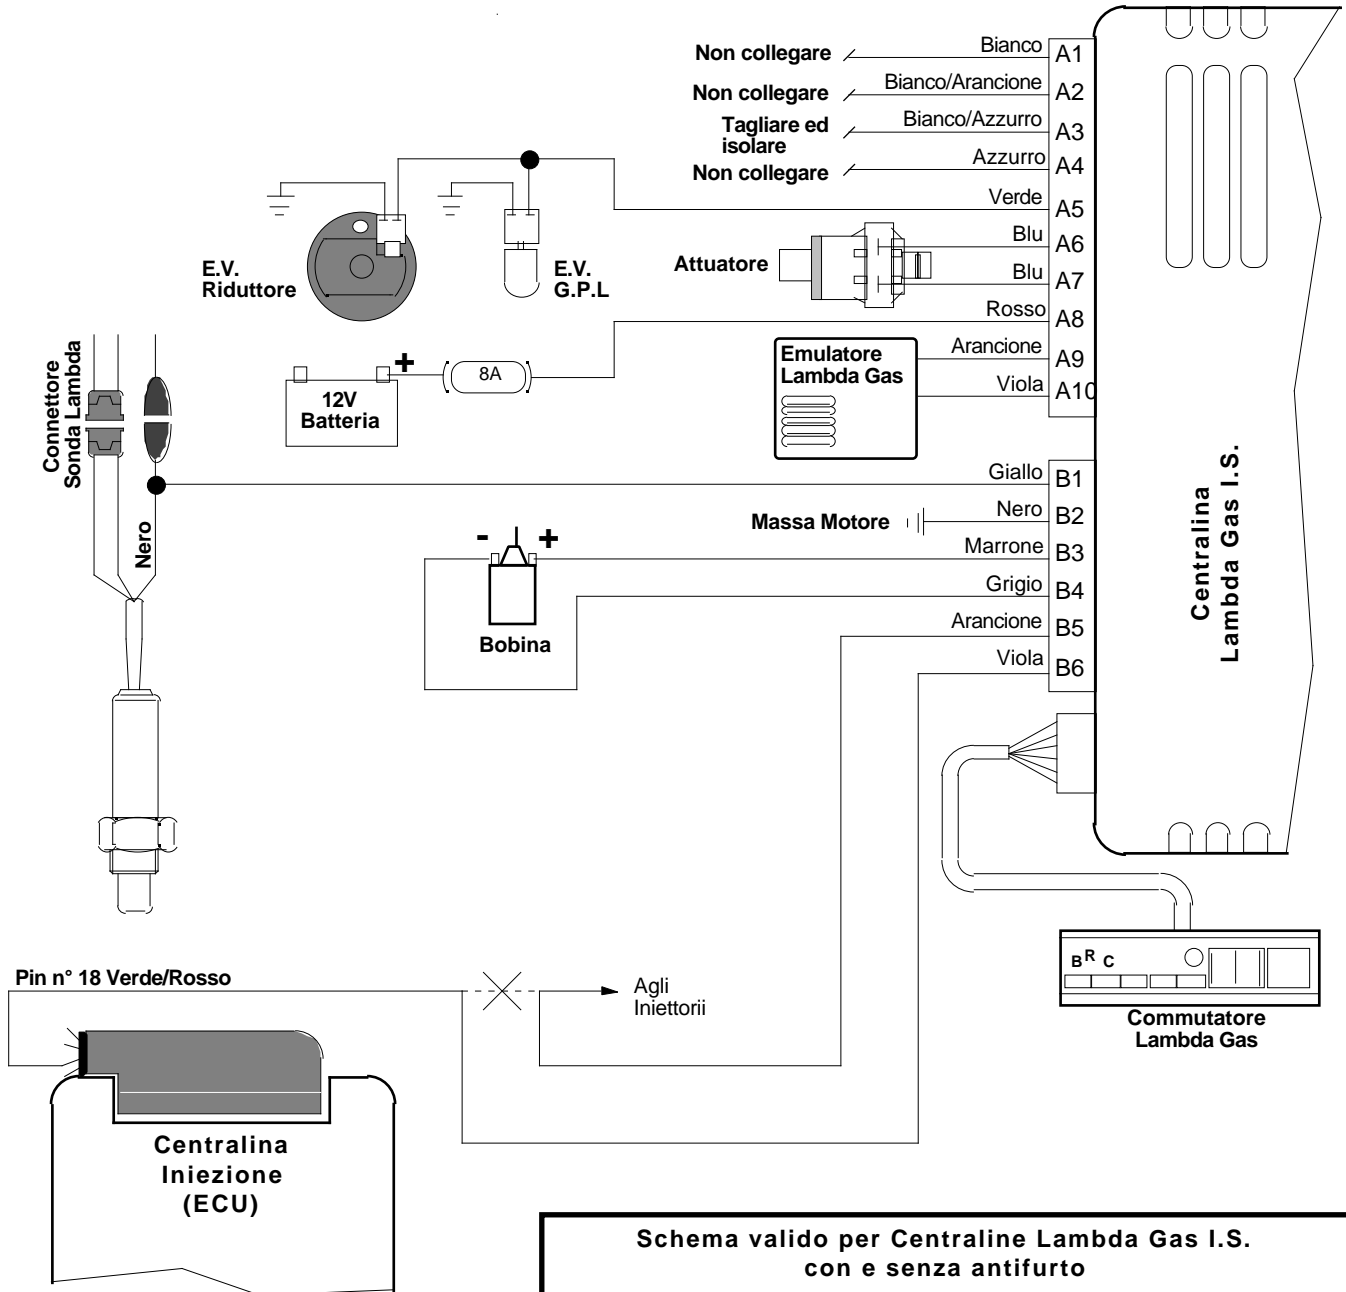 Non collegare
Bianco
A1
Non collegare
Bianco/Arancione
A2
Tagliare ed
isolare
Bianco/Azzurro
A3
Non collegare
Azzurro
A4
Verde
A5
Blu
A6
Attuatore
Blu
A7
E.V.
Riduttore
E.V.
G.P.L
Rosso
A8
Emulatore
Lambda Gas
Arancione
A9
Viola
A10
+
8A
12V
Batteria
Connettore
Sonda Lambda
Nero
Giallo
B1
Massa Motore
Nero
B2
- +
Marrone
B3
Grigio
B4
Bobina
Arancione
B5
Viola
B6
Centralina
Lambda Gas I.S.
B R C
Commutatore
Lambda Gas
Pin n° 18 Verde/Rosso
Agli
Iniettorii
Centralina
Iniezione
(ECU)
Schema valido per Centraline Lambda Gas I.S.
con e senza antifurto